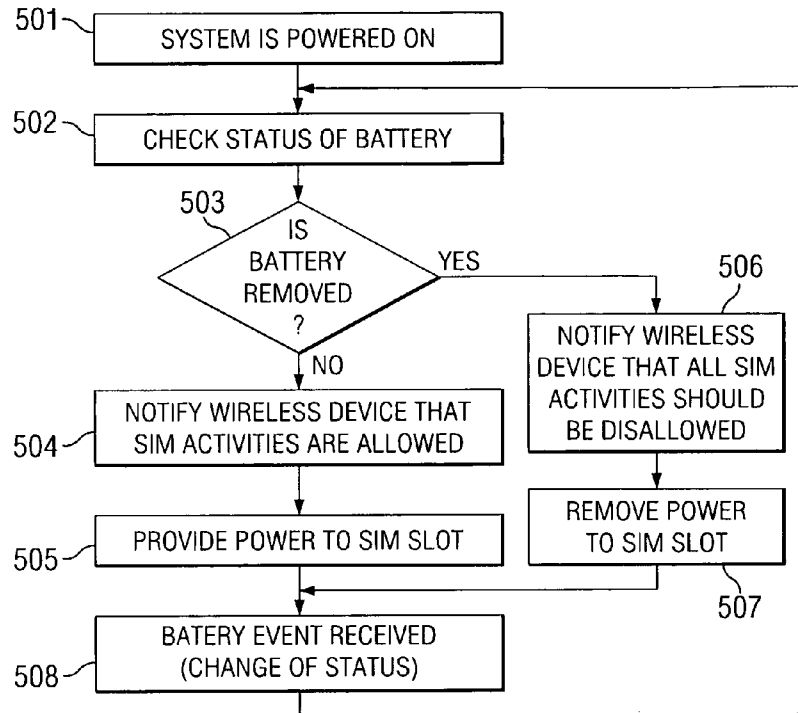 501
SYSTEM IS POWERED ON
502
CHECK STATUS OF BATTERY
503
IS
BATTERY
REMOVED
?
YES
NO
506
NOTIFY WIRELESS
DEVICE THAT ALL SIM
ACTIVITIES SHOULD
BE DISALLOWED
504
NOTIFY WIRELESS DEVICE THAT
SIM ACTIVITIES ARE ALLOWED
REMOVE POWER
TO SIM SLOT
507
505
PROVIDE POWER TO SIM SLOT
508
BATERY EVENT RECEIVED
(CHANGE OF STATUS)